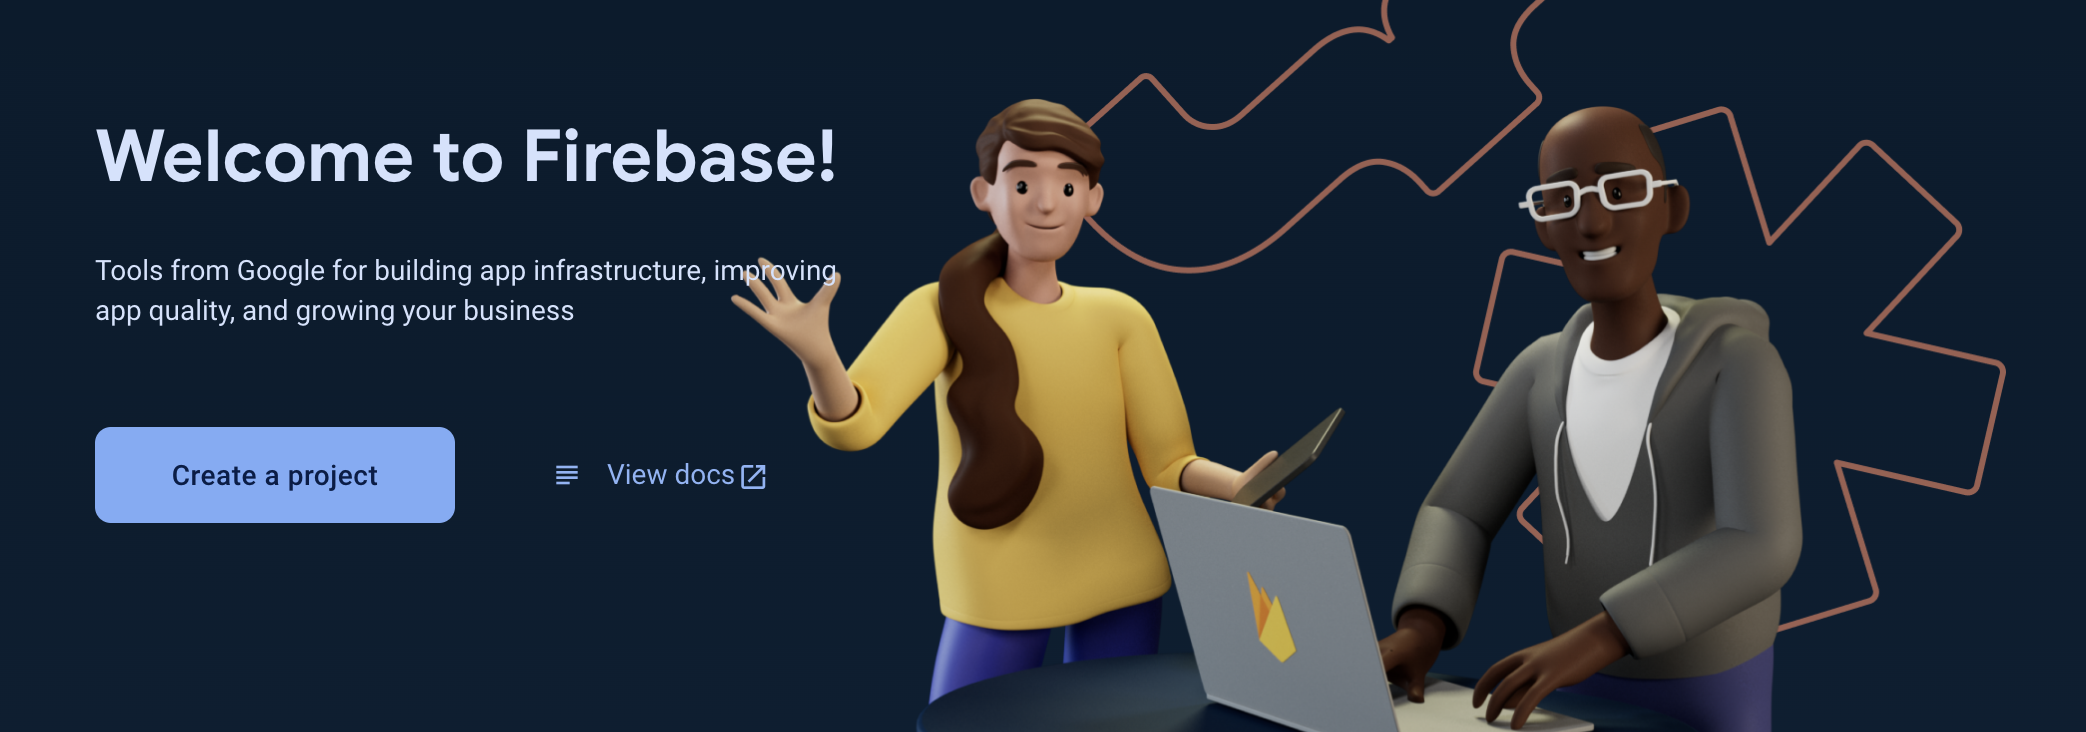 Welcome to Firebase!
Tools from Google for building app infrastructure, improving
app quality, and growing your business
Create a project
View docs